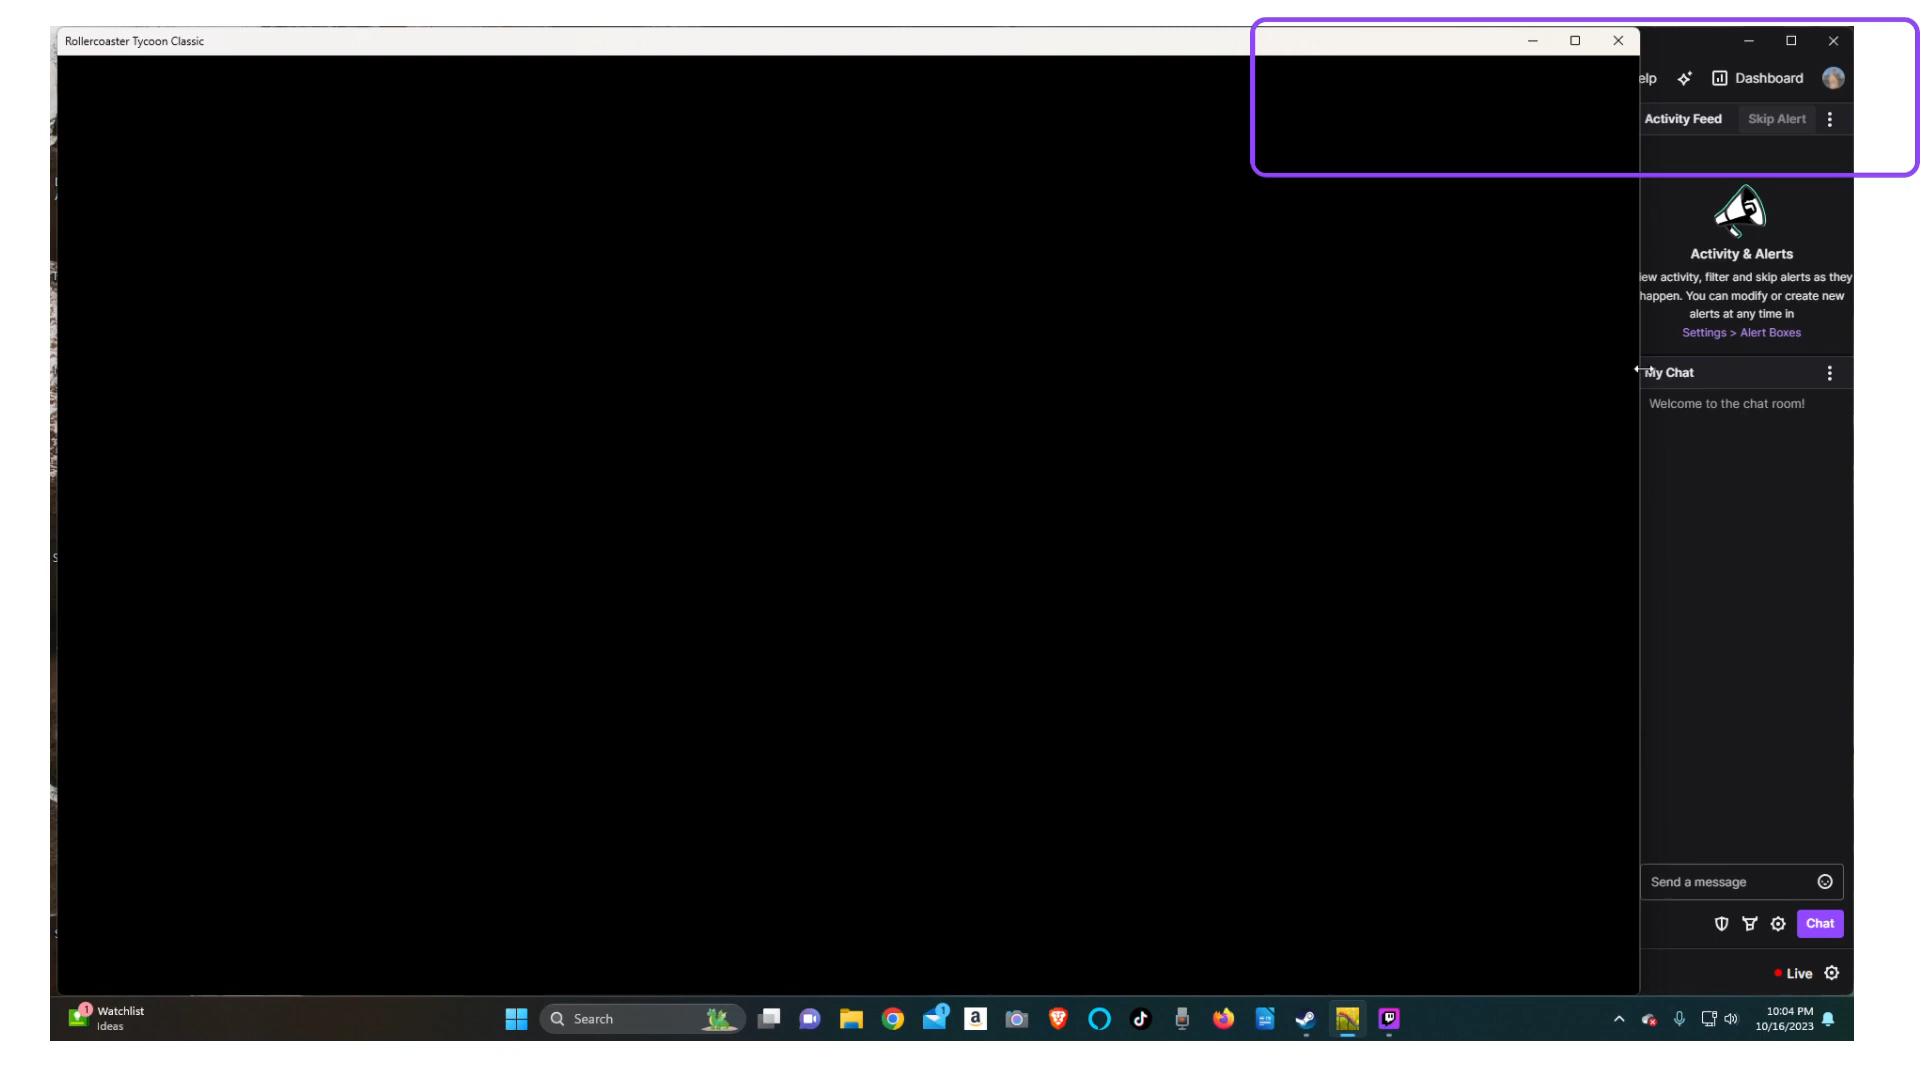 Rollercoaster Tycoon Classic
elp
Dashboard
Activity Feed
Skip Alert
Activity & Alerts
iew activity, filter and skip alerts as they
happen. You can modify or create new
alerts at any time in
Settings > Alert Boxes
My Chat
Welcome to the chat room!
Send a message
Chat
Live
1
Watchlist
Ideas
Search
1
10:04 PM
10/16/2023